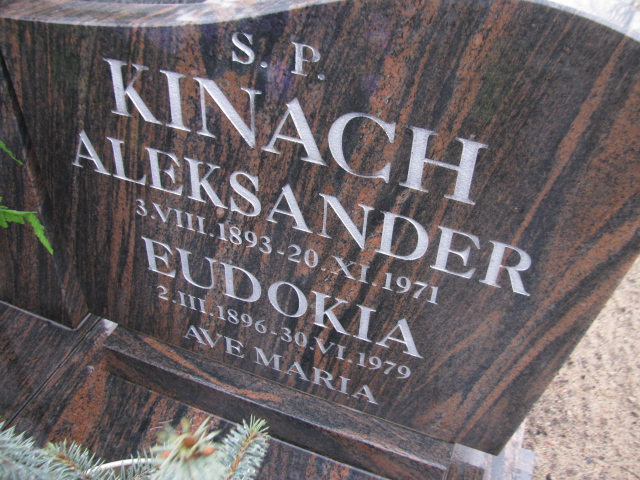 S. P.
KINACH
ALEKSANDER
3.VIII.1893-20.XI.1971
EUDOKIA
2.III.1896-30.VI.1979
AVE MARIA